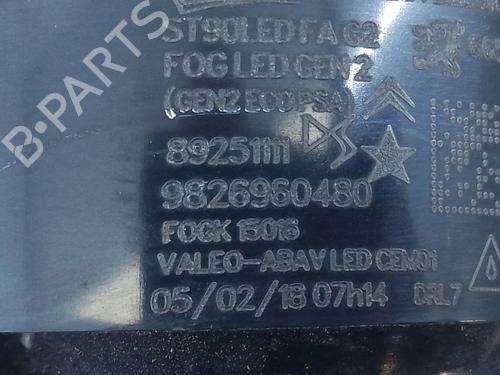 ST90LED FA G2
FOG LED GEN 2
(GEN2 ECO PSA)
89251111
9826960480
FOGK 15016
VALEO-ABAV LED GEN01
05/02/18 07h14 DRL7
B-PARTS